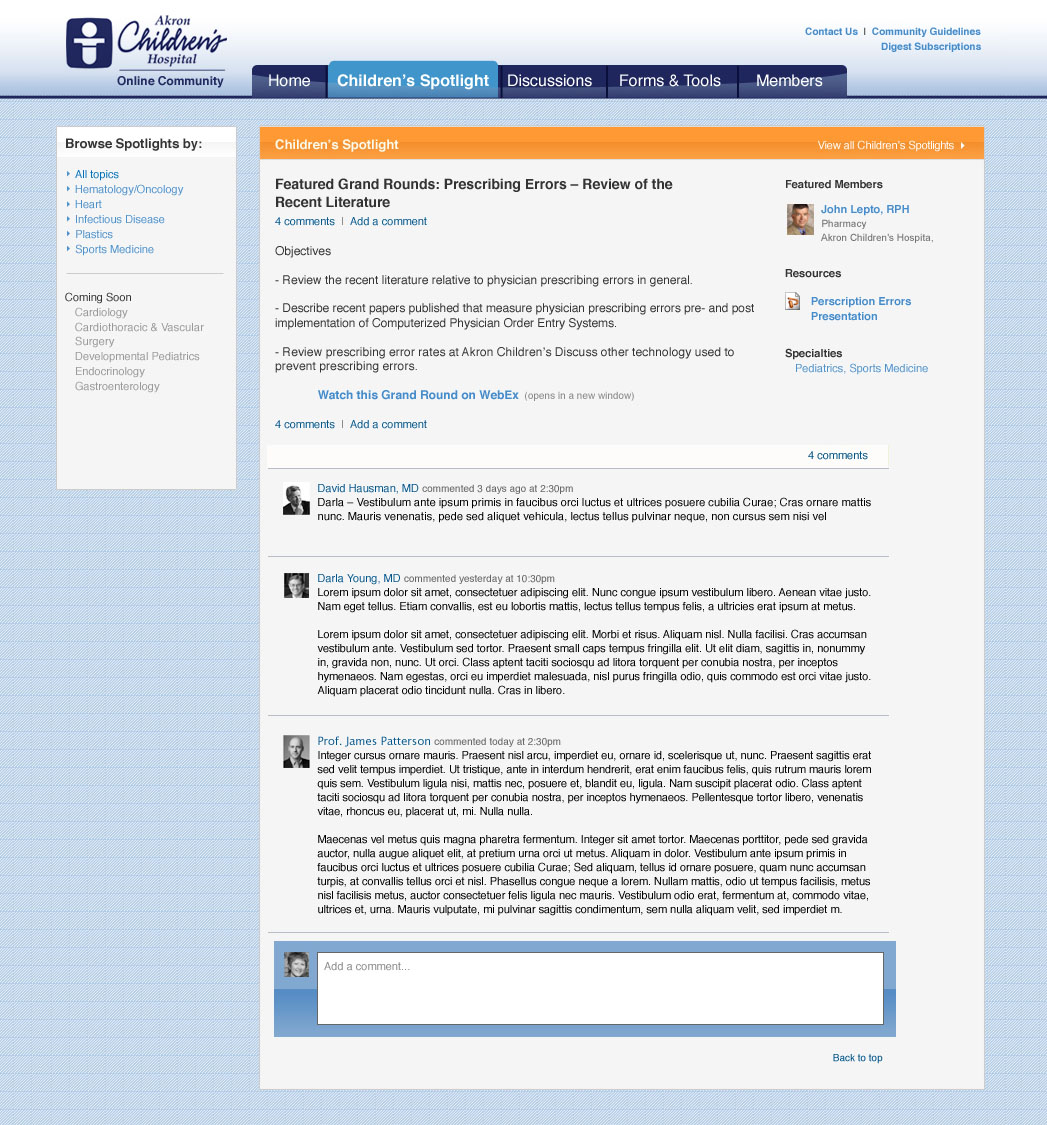 Akron
Children's
Hospital
Online Community
Contact Us | Community Guidelines
Digest Subscriptions
Home
Children's Spotlight
Discussions
Forms & Tools
Members
Browse Spotlights by:
All topics
Hematology/Oncology
Heart
Infectious Disease
Plastics
Sports Medicine
Coming Soon
Cardiology
Cardiothoracic & Vascular
Surgery
Developmental Pediatrics
Endocrinology
Gastroenterology
Children's Spotlight
View all Children's Spotlights
Featured Grand Rounds: Prescribing Errors – Review of the
Recent Literature
4 comments | Add a comment
Objectives
- Review the recent literature relative to physician prescribing errors in general.
- Describe recent papers published that measure physician prescribing errors pre- and post
implementation of Computerized Physician Order Entry Systems.
- Review prescribing error rates at Akron Children's Discuss other technology used to
prevent prescribing errors.
Watch this Grand Round on WebEx (opens in a new window)
4 comments | Add a comment
Featured Members
John Lepto, RPH
Pharmacy
Akron Children's Hospita,
Resources
Perscription Errors
Presentation
Specialties
Pediatrics, Sports Medicine
4 comments
David Hausman, MD commented 3 days ago at 2:30pm
Darla – Vestibulum ante ipsum primis in faucibus orci luctus et ultrices posuere cubilia Curae; Cras ornare mattis
nunc. Mauris venenatis, pede sed aliquet vehicula, lectus tellus pulvinar neque, non cursus sem nisi vel
Darla Young, MD commented yesterday at 10:30pm
Lorem ipsum dolor sit amet, consectetuer adipiscing elit. Nunc congue ipsum vestibulum libero. Aenean vitae justo.
Nam eget tellus. Etiam convallis, est eu lobortis mattis, lectus tellus tempus felis, a ultricies erat ipsum at metus.
Lorem ipsum dolor sit amet, consectetuer adipiscing elit. Morbi et risus. Aliquam nisl. Nulla facilisi. Cras accumsan
vestibulum ante. Vestibulum sed tortor. Praesent small caps tempus fringilla elit. Ut elit diam, sagittis in, nonummy
in, gravida non, nunc. Ut orci. Class aptent taciti sociosqu ad litora torquent per conubia nostra, per inceptos
hymenaeos. Nam egestas, orci eu imperdiet malesuada, nisl purus fringilla odio, quis commodo est orci vitae justo.
Aliquam placerat odio tincidunt nulla. Cras in libero.
Prof. James Patterson commented today at 2:30pm
Integer cursus ornare mauris. Praesent nisl arcu, imperdiet eu, ornare id, scelerisque ut, nunc. Praesent sagittis erat
sed velit tempus imperdiet. Ut tristique, ante in interdum hendrerit, erat enim faucibus felis, quis rutrum mauris lorem
quis sem. Vestibulum ligula nisi, mattis nec, posuere et, blandit eu, ligula. Nam suscipit placerat odio. Class aptent
taciti sociosqu ad litora torquent per conubia nostra, per inceptos hymenaeos. Pellentesque tortor libero, venenatis
vitae, rhoncus eu, placerat ut, mi. Nulla nulla.
Maecenas vel metus quis magna pharetra fermentum. Integer sit amet tortor. Maecenas porttitor, pede sed gravida
auctor, nulla augue aliquet elit, at pretium urna orci ut metus. Aliquam in dolor. Vestibulum ante ipsum primis in
faucibus orci luctus et ultrices posuere cubilia Curae; Sed aliquam, tellus id ornare posuere, quam nunc accumsan
turpis, at convallis tellus orci et nisl. Phasellus congue neque a lorem. Nullam mattis, odio ut tempus facilisis, metus
nisl facilisis metus, auctor consectetuer felis ligula nec mauris. Vestibulum odio erat, fermentum at, commodo vitae,
ultrices et, urna. Mauris vulputate, mi pulvinar sagittis condimentum, sem nulla aliquam velit, sed imperdiet m.
Add a comment...
Back to top